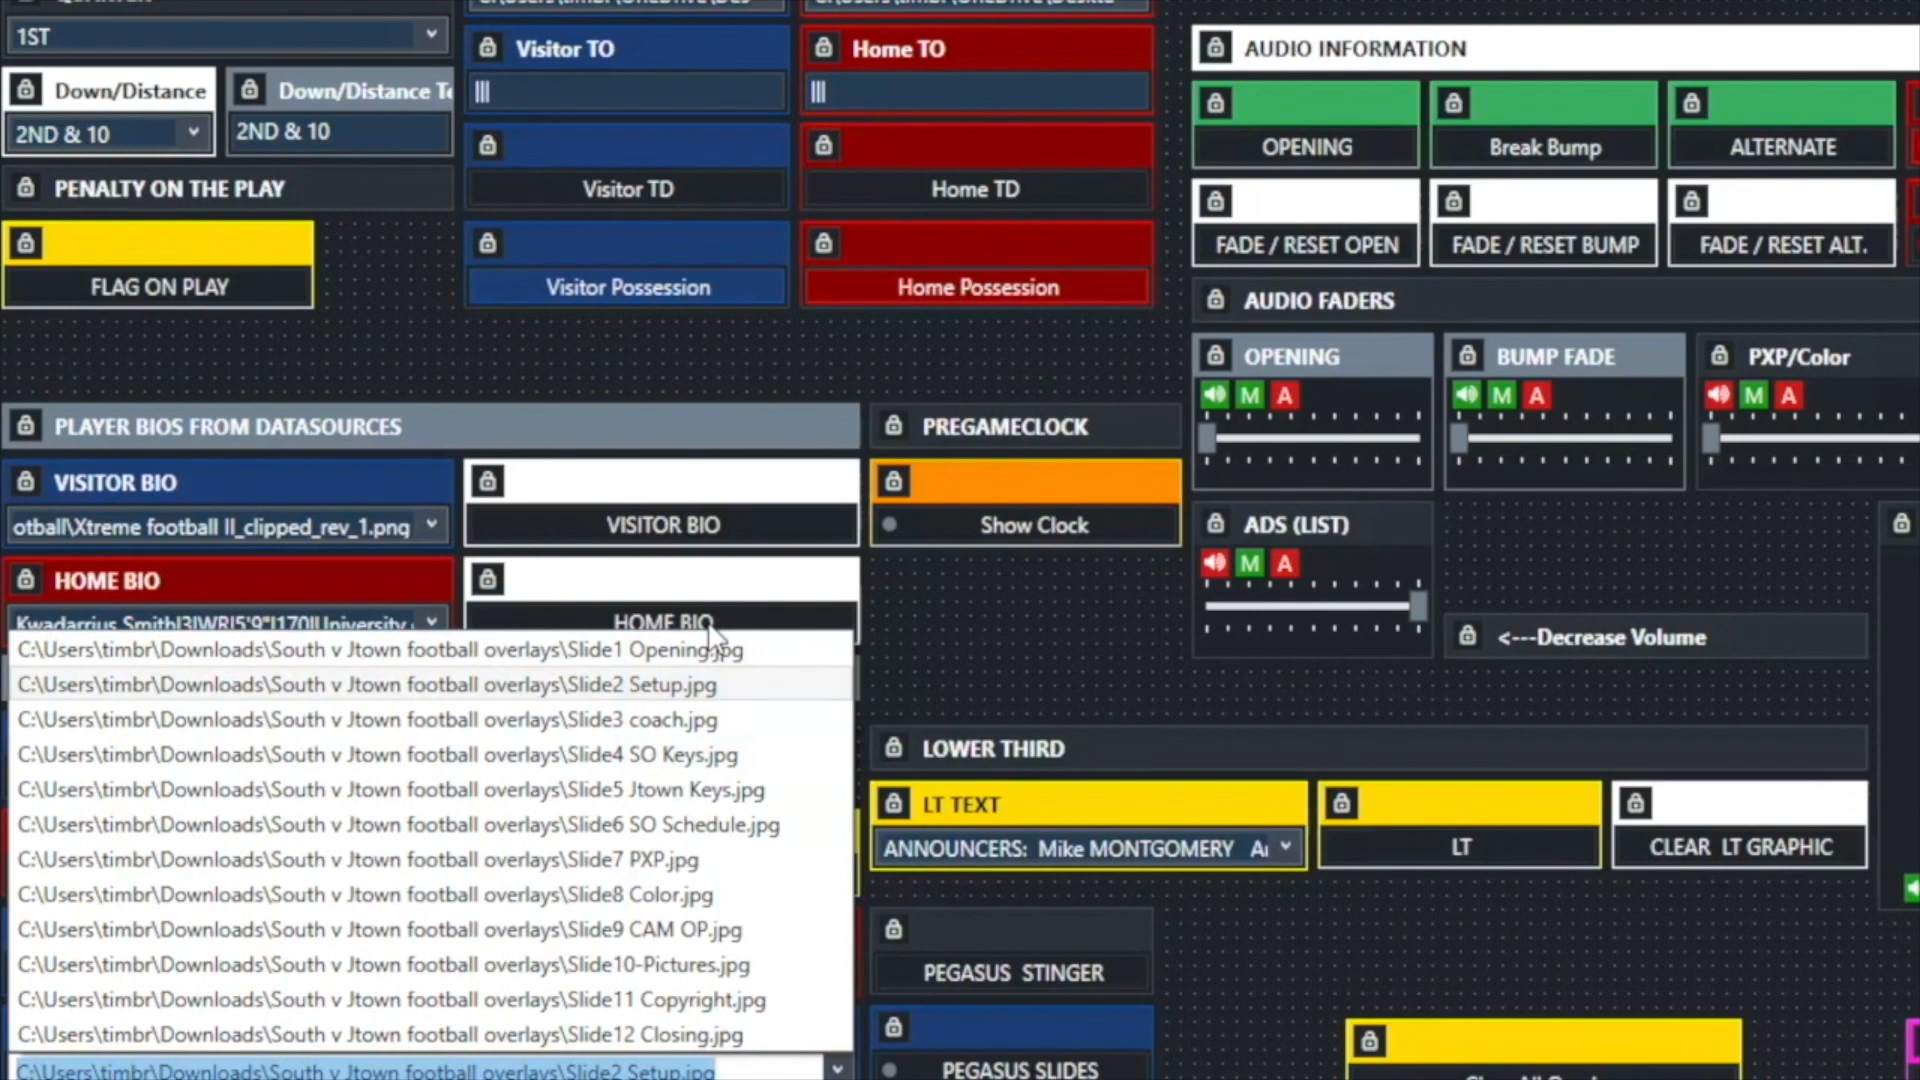 1ST
Down/Distance
2ND & 10
Down/Distance Te
2ND & 10
PENALTY ON THE PLAY
FLAG ON PLAY
Visitor TO
|||
Visitor TD
Visitor Possession
Home TO
|||
Home TD
Home Possession
AUDIO INFORMATION
OPENING
Break Bump
ALTERNATE
FADE / RESET OPEN
FADE / RESET BUMP
FADE / RESET ALT.
AUDIO FADERS
OPENING
M A
BUMP FADE
M A
PXP/Color
M A
ADS (LIST)
M A
<---Decrease Volume
PLAYER BIOS FROM DATASOURCES
VISITOR BIO
otball\Xtreme football II_clipped_rev_1.png
VISITOR BIO
HOME BIO
Kwadarrius Smith|3|WR|5'9"|170|University
HOME BIO
PREGAMECLOCK
Show Clock
C:\Users\timbr\Downloads\South v Jtown football overlays\Slide1 Opening.jpg
C:\Users\timbr\Downloads\South v Jtown football overlays\Slide2 Setup.jpg
C:\Users\timbr\Downloads\South v Jtown football overlays\Slide3 coach.jpg
C:\Users\timbr\Downloads\South v Jtown football overlays\Slide4 SO Keys.jpg
C:\Users\timbr\Downloads\South v Jtown football overlays\Slide5 Jtown Keys.jpg
C:\Users\timbr\Downloads\South v Jtown football overlays\Slide6 SO Schedule.jpg
C:\Users\timbr\Downloads\South v Jtown football overlays\Slide7 PXP.jpg
C:\Users\timbr\Downloads\South v Jtown football overlays\Slide8 Color.jpg
C:\Users\timbr\Downloads\South v Jtown football overlays\Slide9 CAM OP.jpg
C:\Users\timbr\Downloads\South v Jtown football overlays\Slide10-Pictures.jpg
C:\Users\timbr\Downloads\South v Jtown football overlays\Slide11 Copyright.jpg
C:\Users\timbr\Downloads\South v Jtown football overlays\Slide12 Closing.jpg
C:\Users\timbr\Downloads\South v Jtown football overlays\Slide2 Setup.jpg
LOWER THIRD
LT TEXT
ANNOUNCERS: Mike MONTGOMERY
LT
CLEAR LT GRAPHIC
PEGASUS STINGER
PEGASUS SLIDES